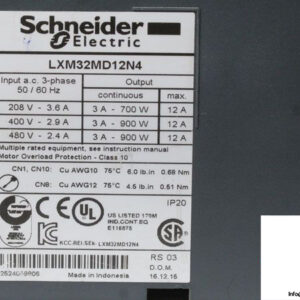 Schneider
Electric
LXM32MD12N4
Input a.c. 3-phase
50 / 60 Hz
Output
continuous
max.
208 V - 3.6 A
3 A - 700 W
12 A
400 V - 2.9 A
3 A - 900 W
12 A
480 V - 2.4 A
3 A - 900 W
12 A
Multiple rated equipment, see instruction manual
Motor Overload Protection - Class 10
CN1, CN10:
Cu AWG10
75°C
6.0 lb.in
0.68 Nm
CN8:
Cu AWG12
75°C
4.5 lb.in
0.51 Nm
IP20
CE
UL
US LISTED 179M
IND.CONT.EQ
E116875
KCC-REI-SEK-LXM32MD12N4
RS 03
D.O.M.
16.12.15
Made in Indonesia